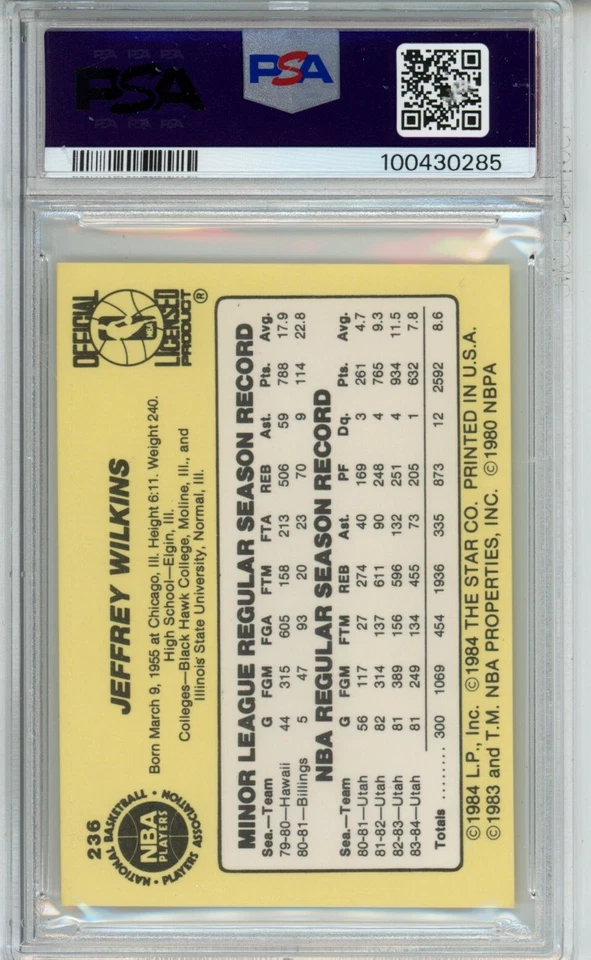 PSA PSA PSA
PSA
PSA PSA PSA
PSA
100430285
236
NATIONAL BASKETBALL
NBA
PLAYERS
• PLAYERS ASSOCIATION •
JEFFREY WILKINS
OFFICIAL
NBA
LICENSED
PRODUCT ®
Born March 9, 1955 at Chicago, Ill. Height 6:11. Weight 240.
High School—Elgin, Ill.
Colleges—Black Hawk College, Moline, Ill., and
Illinois State University, Normal, Ill.
MINOR LEAGUE REGULAR SEASON RECORD
Sea.—Team G FGM FGA FTM FTA REB Ast. Pts. Avg.
79-80—Hawaii 44 315 605 158 213 506 59 788 17.9
80-81—Billings 5 47 93 20 23 70 9 114 22.8
NBA REGULAR SEASON RECORD
Sea.—Team G FGM FTM REB Ast. PF Dq. Pts. Avg.
80-81—Utah 56 117 27 274 40 169 3 261 4.7
81-82—Utah 82 314 137 611 90 248 4 765 9.3
82-83—Utah 81 389 156 596 132 251 4 934 11.5
83-84—Utah 81 249 134 455 73 205 1 632 7.8
Totals ......... 300 1069 454 1936 335 873 12 2592 8.6
©1984 L.P., Inc. ©1984 THE STAR CO. PRINTED IN U.S.A.
©1983 and T.M. NBA PROPERTIES, INC. ©1980 NBPA